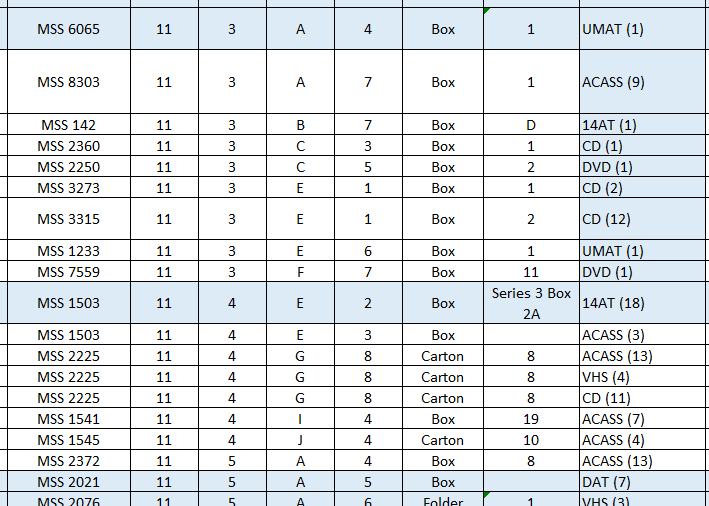 MSS 6065 11 3 A 4 Box 1 UMAT (1)
MSS 8303 11 3 A 7 Box 1 ACASS (9)
MSS 142 11 3 B 7 Box D 14AT (1)
MSS 2360 11 3 C 3 Box 1 CD (1)
MSS 2250 11 3 C 5 Box 2 DVD (1)
MSS 3273 11 3 E 1 Box 1 CD (2)
MSS 3315 11 3 E 1 Box 2 CD (12)
MSS 1233 11 3 E 6 Box 1 UMAT (1)
MSS 7559 11 3 F 7 Box 11 DVD (1)
MSS 1503 11 4 E 2 Box Series 3 Box
2A 14AT (18)
MSS 1503 11 4 E 3 Box ACASS (3)
MSS 2225 11 4 G 8 Carton 8 ACASS (13)
MSS 2225 11 4 G 8 Carton 8 VHS (4)
MSS 2225 11 4 G 8 Carton 8 CD (11)
MSS 1541 11 4 I 4 Box 19 ACASS (7)
MSS 1545 11 4 J 4 Carton 10 ACASS (4)
MSS 2372 11 5 A 4 Box 8 ACASS (13)
MSS 2021 11 5 A 5 Box DAT (7)
MSS 2076 11 5 A 6 Folder 1 VHS (3)